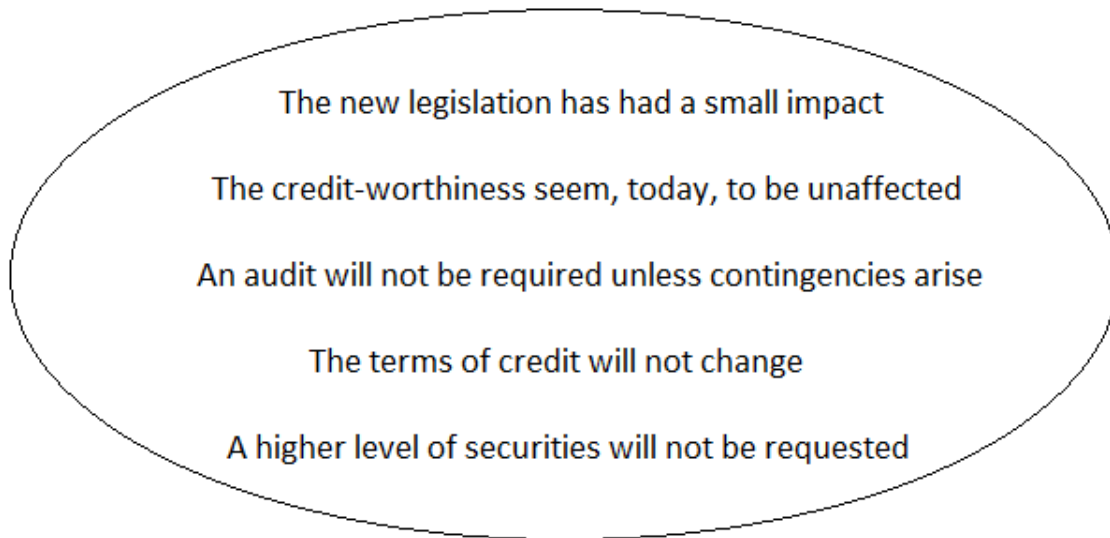 The new legislation has had a small impact
The credit-worthiness seem, today, to be unaffected
An audit will not be required unless contingencies arise
The terms of credit will not change
A higher level of securities will not be requested